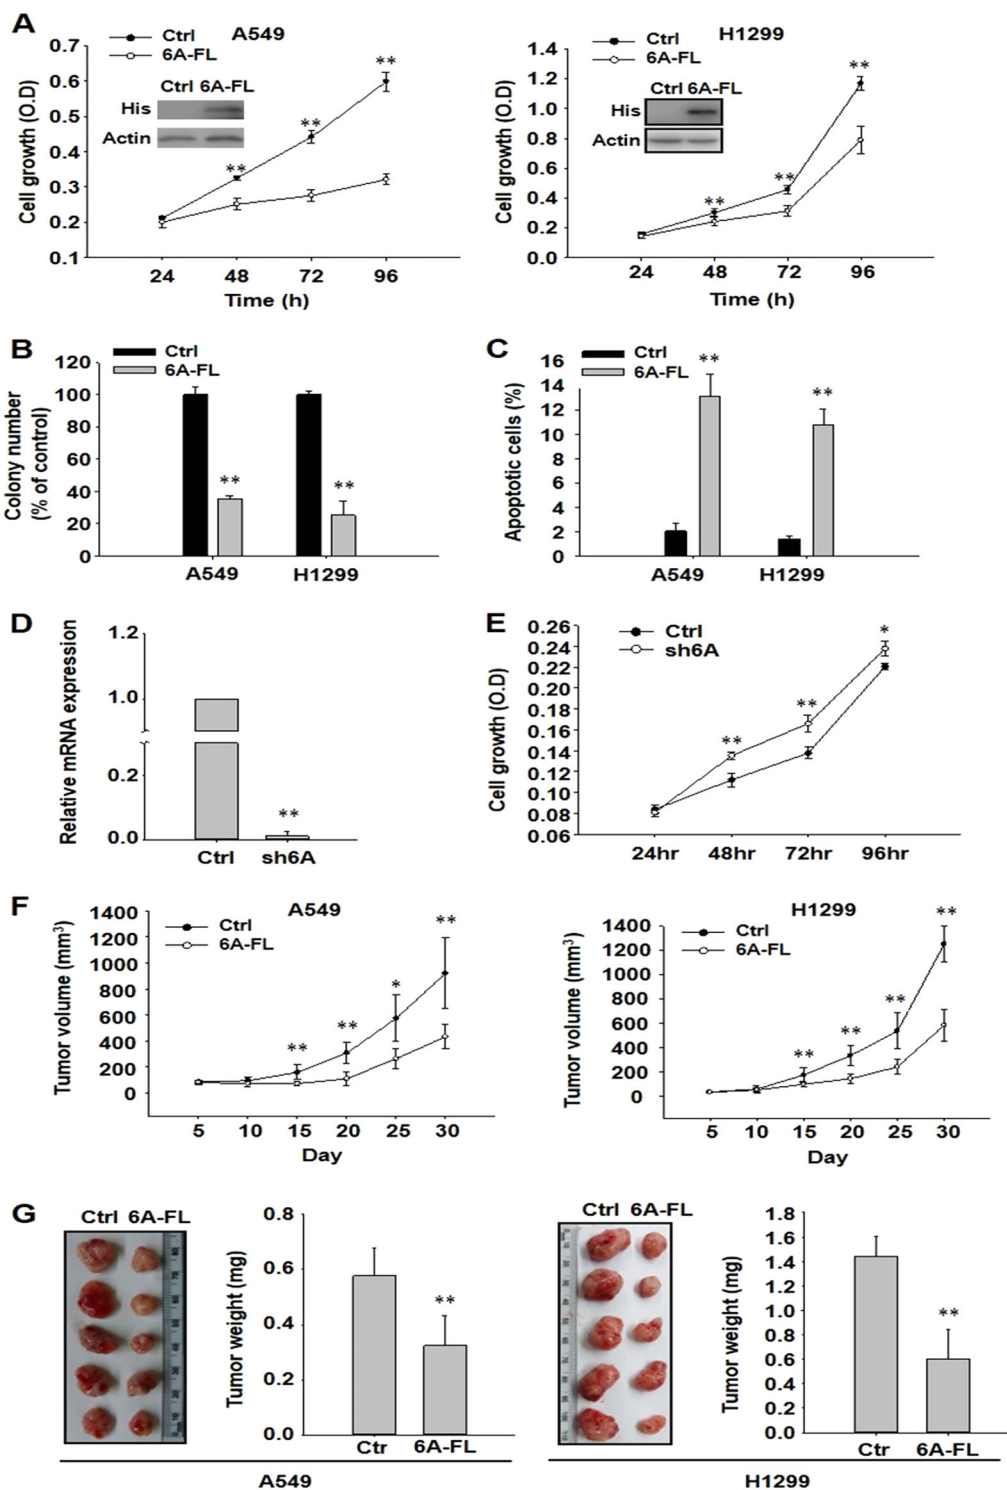 A
A549
Ctrl
6A-FL
Cell growth (O.D)
0.7
0.6
0.5
0.4
0.3
0.2
0.1
Ctrl 6A-FL
His
Actin
**
**
**
24 48 72 96
Time (h)
H1299
Ctrl
6A-FL
Cell growth (O.D)
1.4
1.2
1.0
0.8
0.6
0.4
0.2
0.0
Ctrl 6A-FL
His
Actin
**
**
**
24 48 72 96
Time (h)
B
Ctrl
6A-FL
Colony number
(% of control)
120
100
80
60
40
20
0
**
**
A549 H1299
C
Ctrl
6A-FL
Apoptotic cells (%)
16
14
12
10
8
6
4
2
0
**
**
A549 H1299
D
Relative mRNA expression
1.2
1.0
0.2
0.0
**
Ctrl sh6A
E
Ctrl
sh6A
Cell growth (O.D)
0.26
0.24
0.22
0.20
0.18
0.16
0.14
0.12
0.10
0.08
0.06
**
**
*
24hr 48hr 72hr 96hr
F
A549
Ctrl
6A-FL
Tumor volume (mm³)
1400
1200
1000
800
600
400
200
0
**
**
*
**
5 10 15 20 25 30
Day
H1299
Ctrl
6A-FL
Tumor volume (mm³)
1400
1200
1000
800
600
400
200
0
**
**
**
**
5 10 15 20 25 30
Day
G
Ctrl 6A-FL
Tumor weight (mg)
0.8
0.6
0.4
0.2
0.0
**
Ctr 6A-FL
A549
Ctrl 6A-FL
Tumor weight (mg)
1.8
1.6
1.4
1.2
1.0
0.8
0.6
0.4
0.2
0.0
**
Ctr 6A-FL
H1299